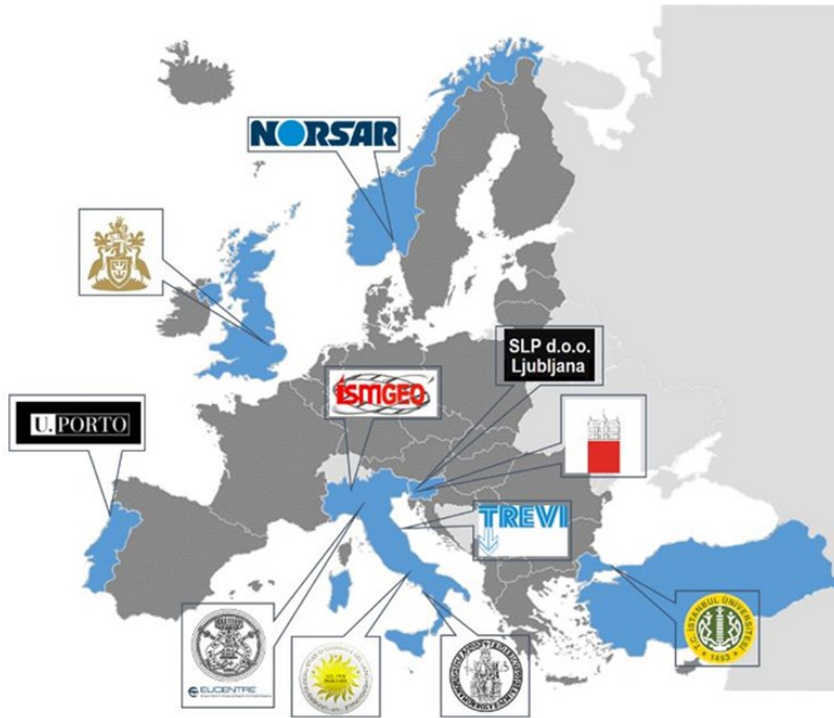 NORSAR
SLP d.o.o.
Ljubljana
ISMGEO
U.PORTO
TREVI
EUCENTRE
T.C. İSTANBUL ÜNİVERSİTESİ
1453